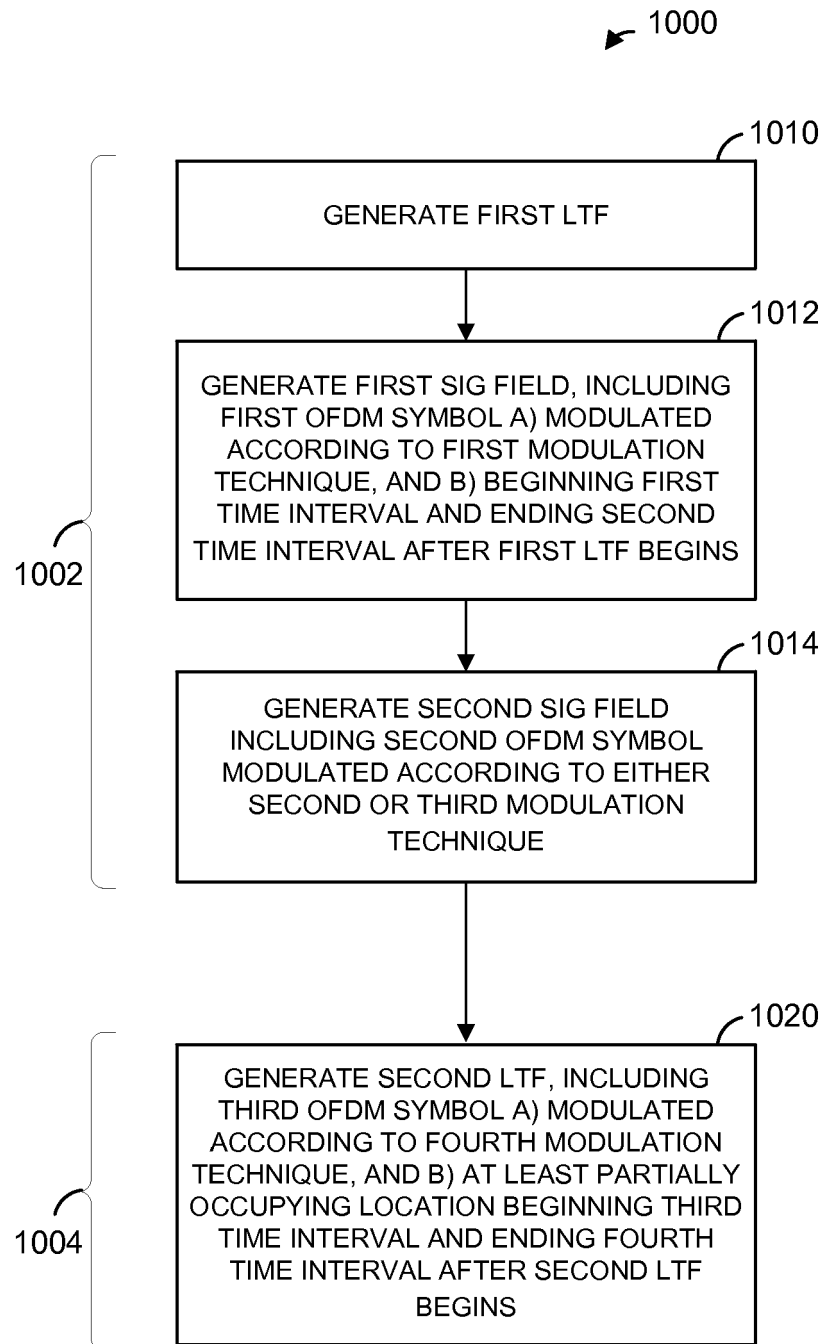 1000
1010
GENERATE FIRST LTF
1012
GENERATE FIRST SIG FIELD, INCLUDING
FIRST OFDM SYMBOL A) MODULATED
ACCORDING TO FIRST MODULATION
TECHNIQUE, AND B) BEGINNING FIRST
TIME INTERVAL AND ENDING SECOND
TIME INTERVAL AFTER FIRST LTF BEGINS
1002
1014
GENERATE SECOND SIG FIELD
INCLUDING SECOND OFDM SYMBOL
MODULATED ACCORDING TO EITHER
SECOND OR THIRD MODULATION
TECHNIQUE
1020
GENERATE SECOND LTF, INCLUDING
THIRD OFDM SYMBOL A) MODULATED
ACCORDING TO FOURTH MODULATION
TECHNIQUE, AND B) AT LEAST PARTIALLY
OCCUPYING LOCATION BEGINNING THIRD
TIME INTERVAL AND ENDING FOURTH
TIME INTERVAL AFTER SECOND LTF
BEGINS
1004